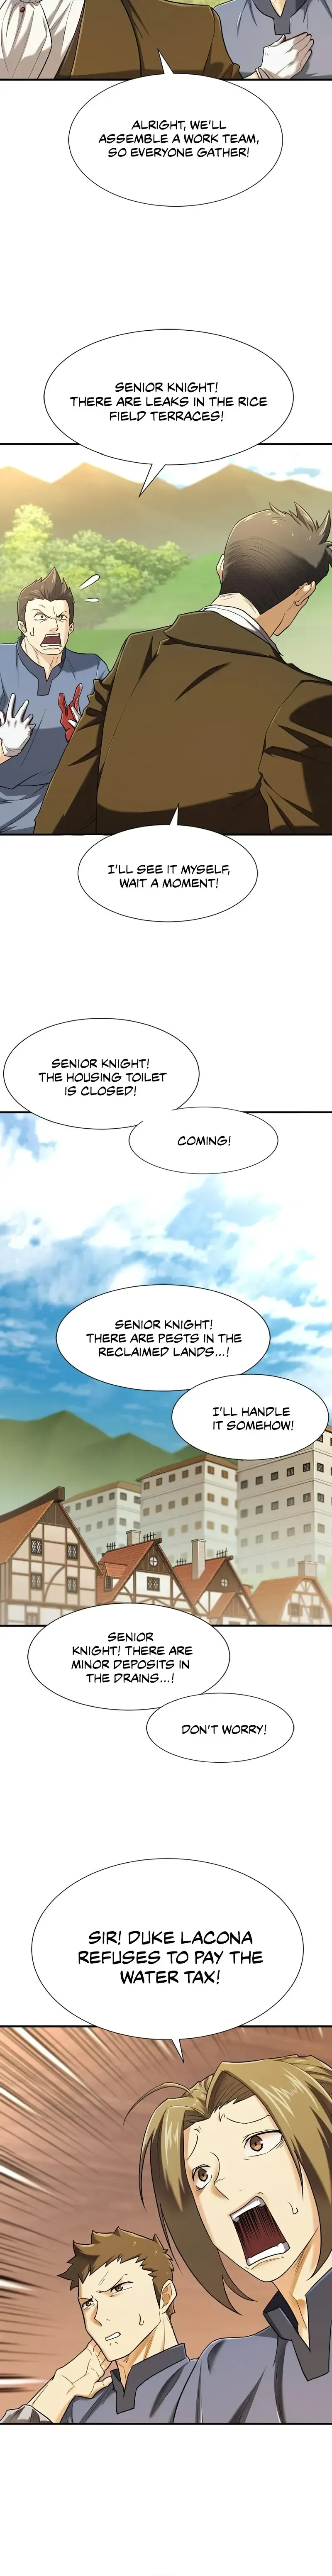 ALRIGHT, WE'LL
ASSEMBLE A WORK TEAM,
SO EVERYONE GATHER!
SENIOR KNIGHT!
THERE ARE LEAKS IN THE RICE
FIELD TERRACES!
I'LL SEE IT MYSELF,
WAIT A MOMENT!
SENIOR KNIGHT!
THE HOUSING TOILET
IS CLOSED!
COMING!
SENIOR KNIGHT!
THERE ARE PESTS IN THE
RECLAIMED LANDS...!
I'LL HANDLE
IT SOMEHOW!
SENIOR
KNIGHT! THERE ARE
MINOR DEPOSITS IN
THE DRAINS...!
DON'T WORRY!
SIR! DUKE LACONA
REFUSES TO PAY THE
WATER TAX!